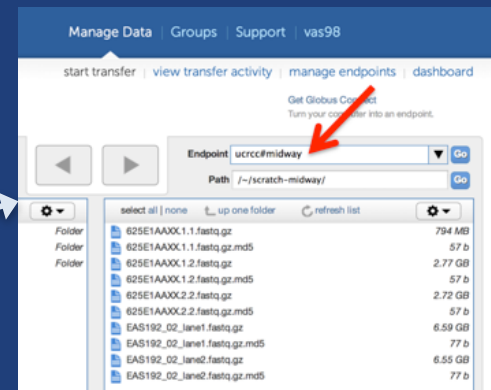 Manage Data | Groups | Support | vas98
start transfer | view transfer activity | manage endpoints | dashboard
Get Globus Connect
Turn your computer into an endpoint.
Endpoint ucrcc#midway Go
Path /~/scratch-midway/ Go
select all | none up one folder refresh list
Folder 625E1AAXX.1.1.fastq.gz 794 MB
Folder 625E1AAXX.1.1.fastq.gz.md5 57 b
Folder 625E1AAXX.1.2.fastq.gz 2.77 GB
625E1AAXX.1.2.fastq.gz.md5 57 b
625E1AAXX.2.2.fastq.gz 2.72 GB
625E1AAXX.2.2.fastq.gz.md5 57 b
EAS192_02_lane1.fastq.gz 6.59 GB
EAS192_02_lane1.fastq.gz.md5 77 b
EAS192_02_lane2.fastq.gz 6.55 GB
EAS192_02_lane2.fastq.gz.md5 77 b